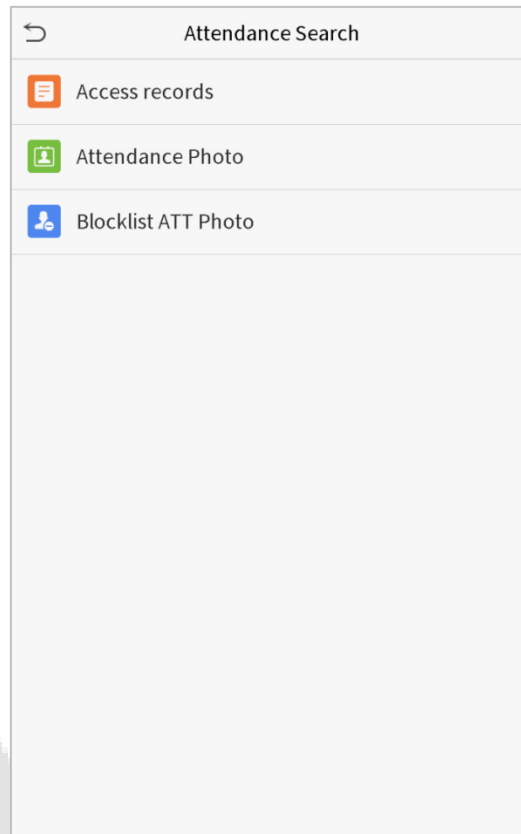 Attendance Search
Access records
Attendance Photo
Blocklist ATT Photo